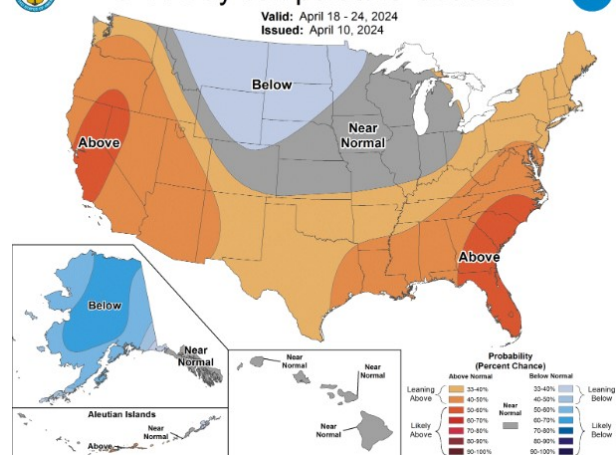 Valid: April 18 - 24, 2024
Issued: April 10, 2024
Below
Near
Normal
Above
Above
Below
Near
Normal
Aleutian Islands
Above
Near
Normal
Near
Normal
Near
Normal
Near
Normal
Probability
(Percent Chance)
Above Normal
Below Normal
Leaning
Above
33-40%
40-50%
Likely
Above
50-60%
60-70%
70-80%
80-90%
90-100%
Near
Normal
33-40%
40-50%
Leaning
Below
50-60%
60-70%
70-80%
80-90%
90-100%
Likely
Below